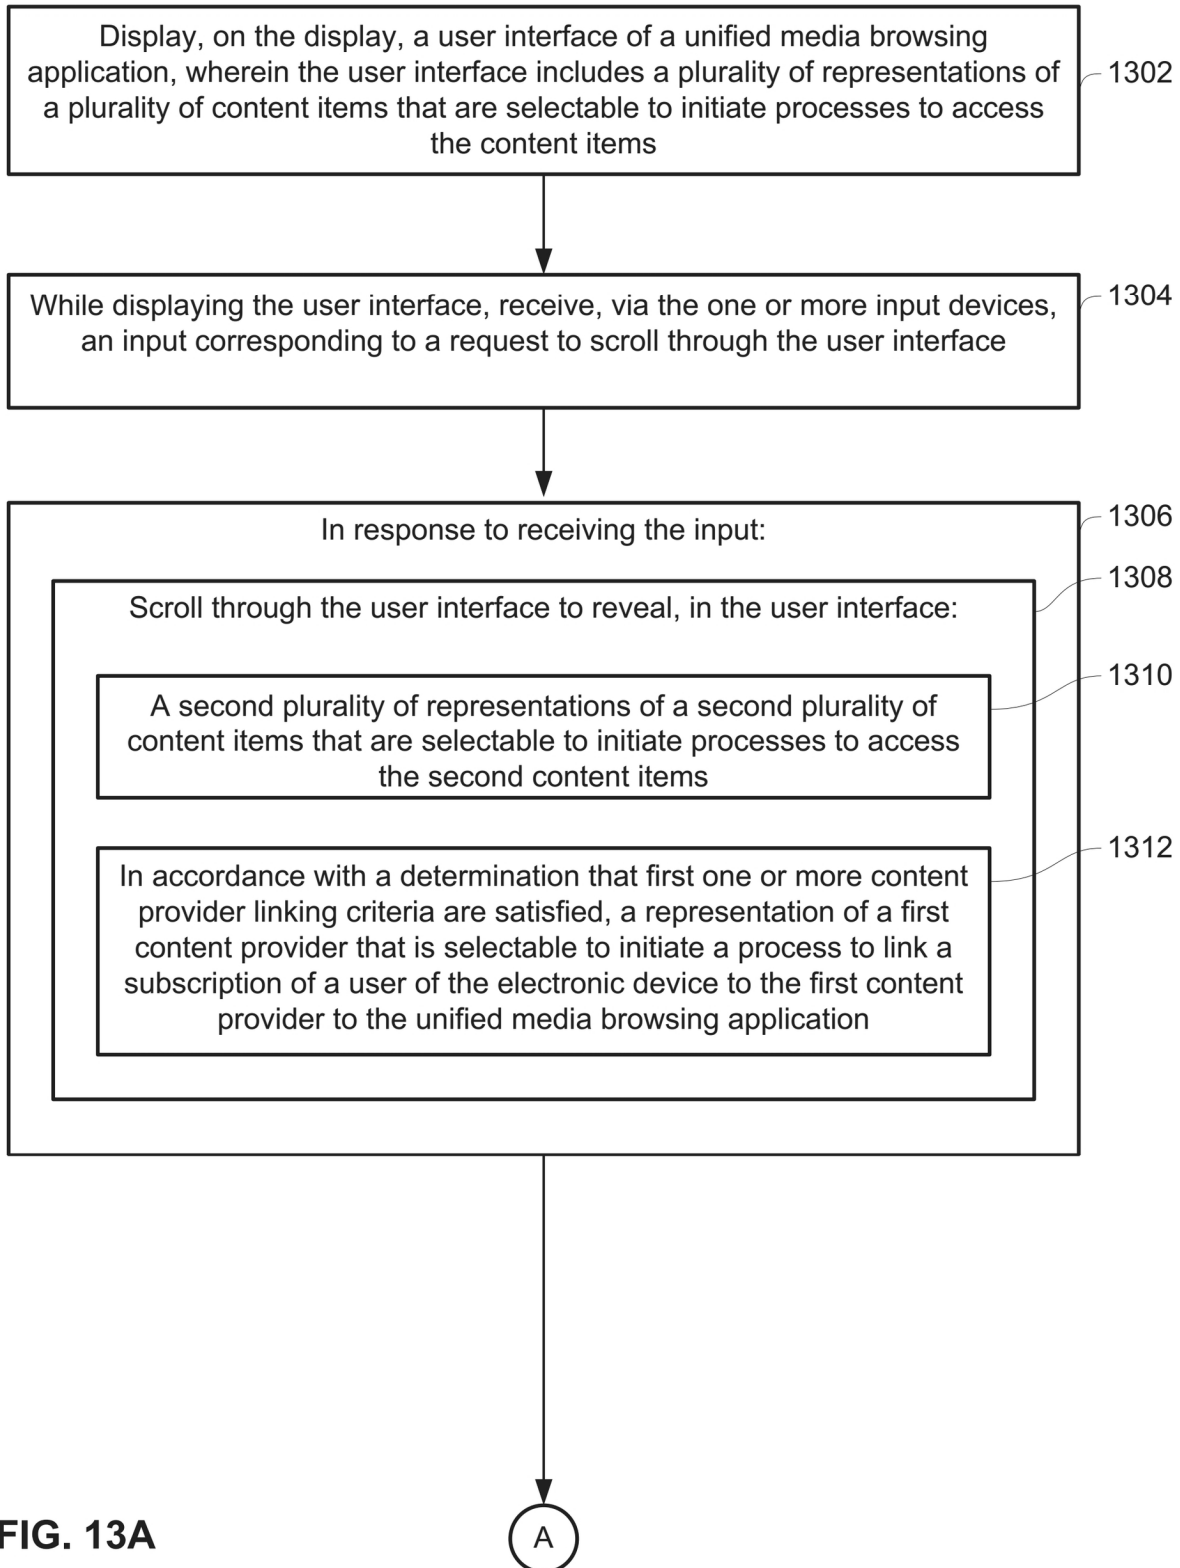 Display, on the display, a user interface of a unified media browsing
application, wherein the user interface includes a plurality of representations of
a plurality of content items that are selectable to initiate processes to access
the content items
1302
While displaying the user interface, receive, via the one or more input devices,
an input corresponding to a request to scroll through the user interface
1304
In response to receiving the input:
1306
Scroll through the user interface to reveal, in the user interface:
1308
A second plurality of representations of a second plurality of
content items that are selectable to initiate processes to access
the second content items
1310
In accordance with a determination that first one or more content
provider linking criteria are satisfied, a representation of a first
content provider that is selectable to initiate a process to link a
subscription of a user of the electronic device to the first content
provider to the unified media browsing application
1312
A
FIG. 13A